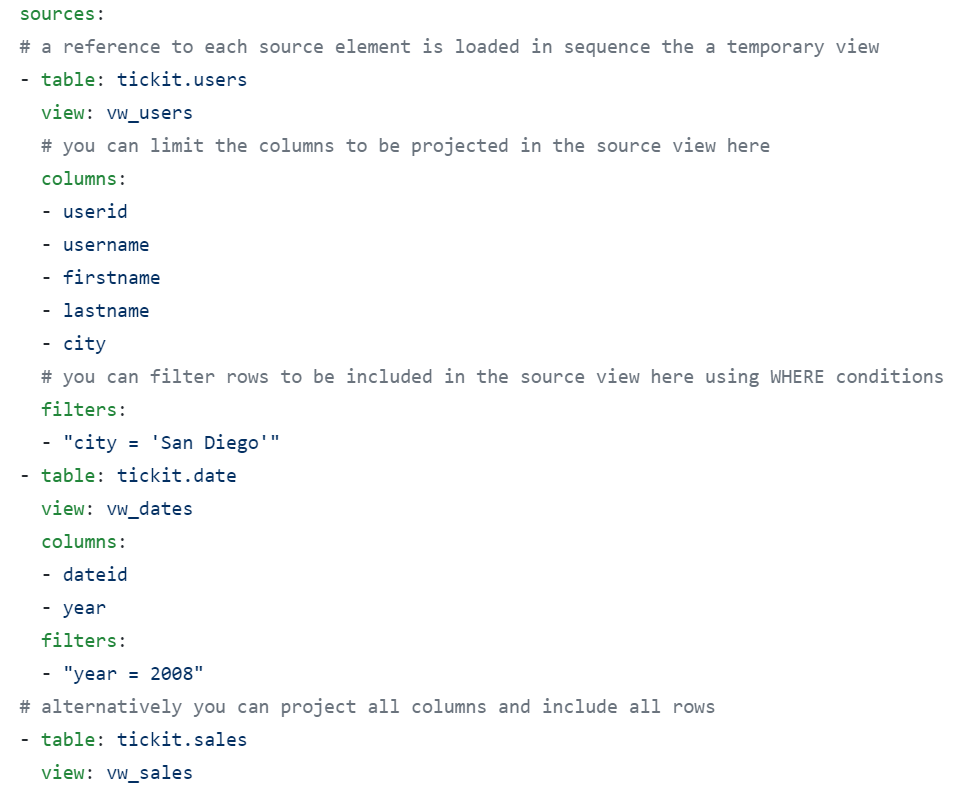 sources:
# a reference to each source element is loaded in sequence the a temporary view
- table: tickit.users
  view: vw_users
  # you can limit the columns to be projected in the source view here
  columns:
  - userid
  - username
  - firstname
  - lastname
  - city
  # you can filter rows to be included in the source view here using WHERE conditions
  filters:
  - "city = 'San Diego'"
- table: tickit.date
  view: vw_dates
  columns:
  - dateid
  - year
  filters:
  - "year = 2008"
# alternatively you can project all columns and include all rows
- table: tickit.sales
  view: vw_sales